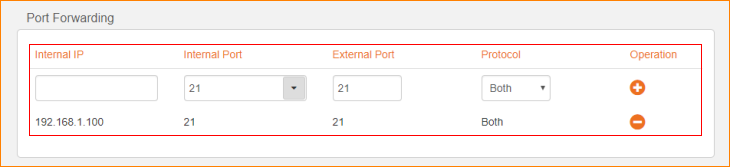 Port Forwarding
Internal IP Internal Port External Port Protocol Operation
21 21 Both
192.168.1.100 21 21 Both